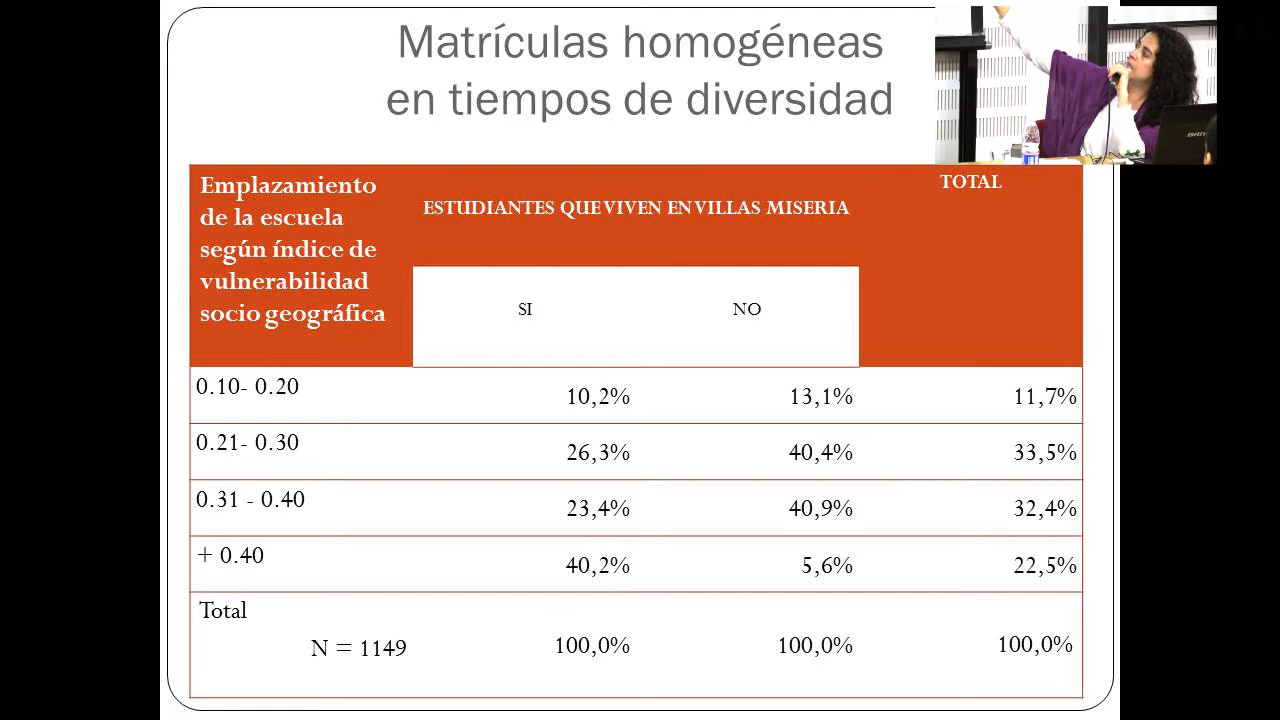 Matrículas homogéneas
en tiempos de diversidad
Emplazamiento
de la escuela
según índice de
vulnerabilidad
socio geográfica
ESTUDIANTES QUE VIVEN EN VILLAS MISERIA
TOTAL
SI NO
0.10- 0.20 10,2% 13,1% 11,7%
0.21- 0.30 26,3% 40,4% 33,5%
0.31 - 0.40 23,4% 40,9% 32,4%
+ 0.40 40,2% 5,6% 22,5%
Total
N = 1149 100,0% 100,0% 100,0%